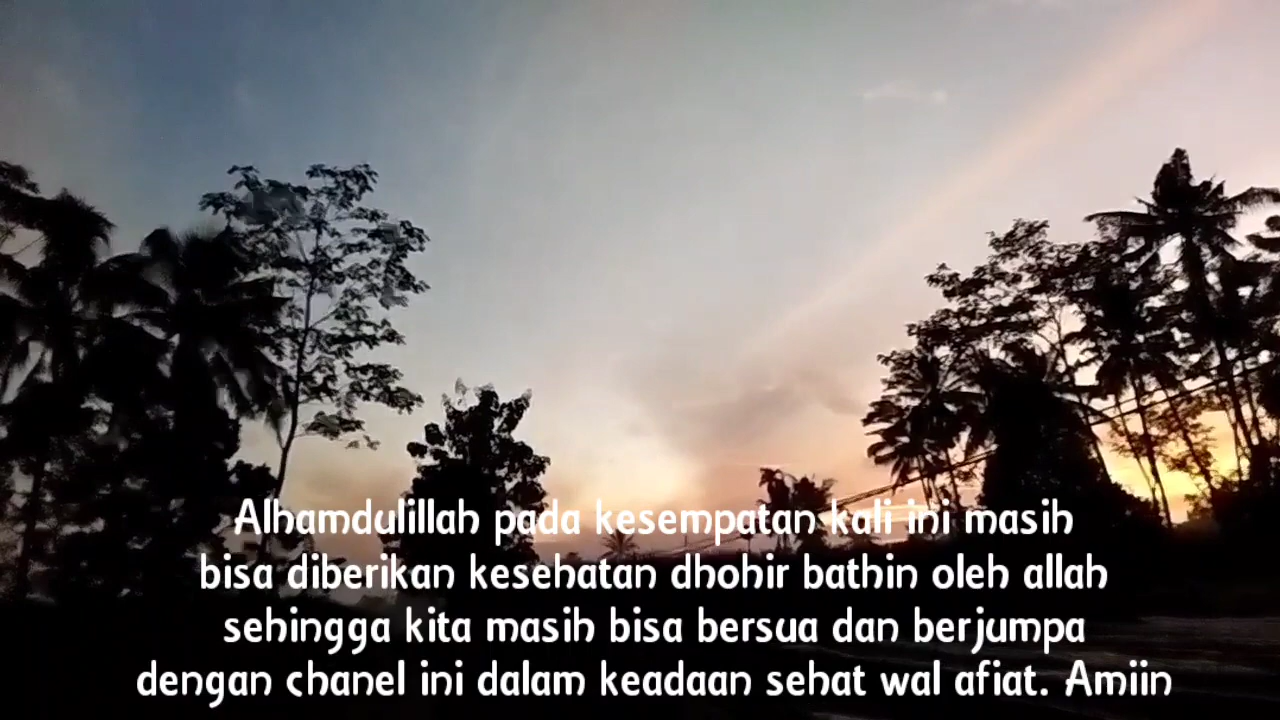 Alhamdulillah pada kesempatan kali ini masih
bisa diberikan kesehatan dhohir bathin oleh allah
sehingga kita masih bisa bersua dan berjumpa
dengan chanel ini dalam keadaan sehat wal afiat. Amiin